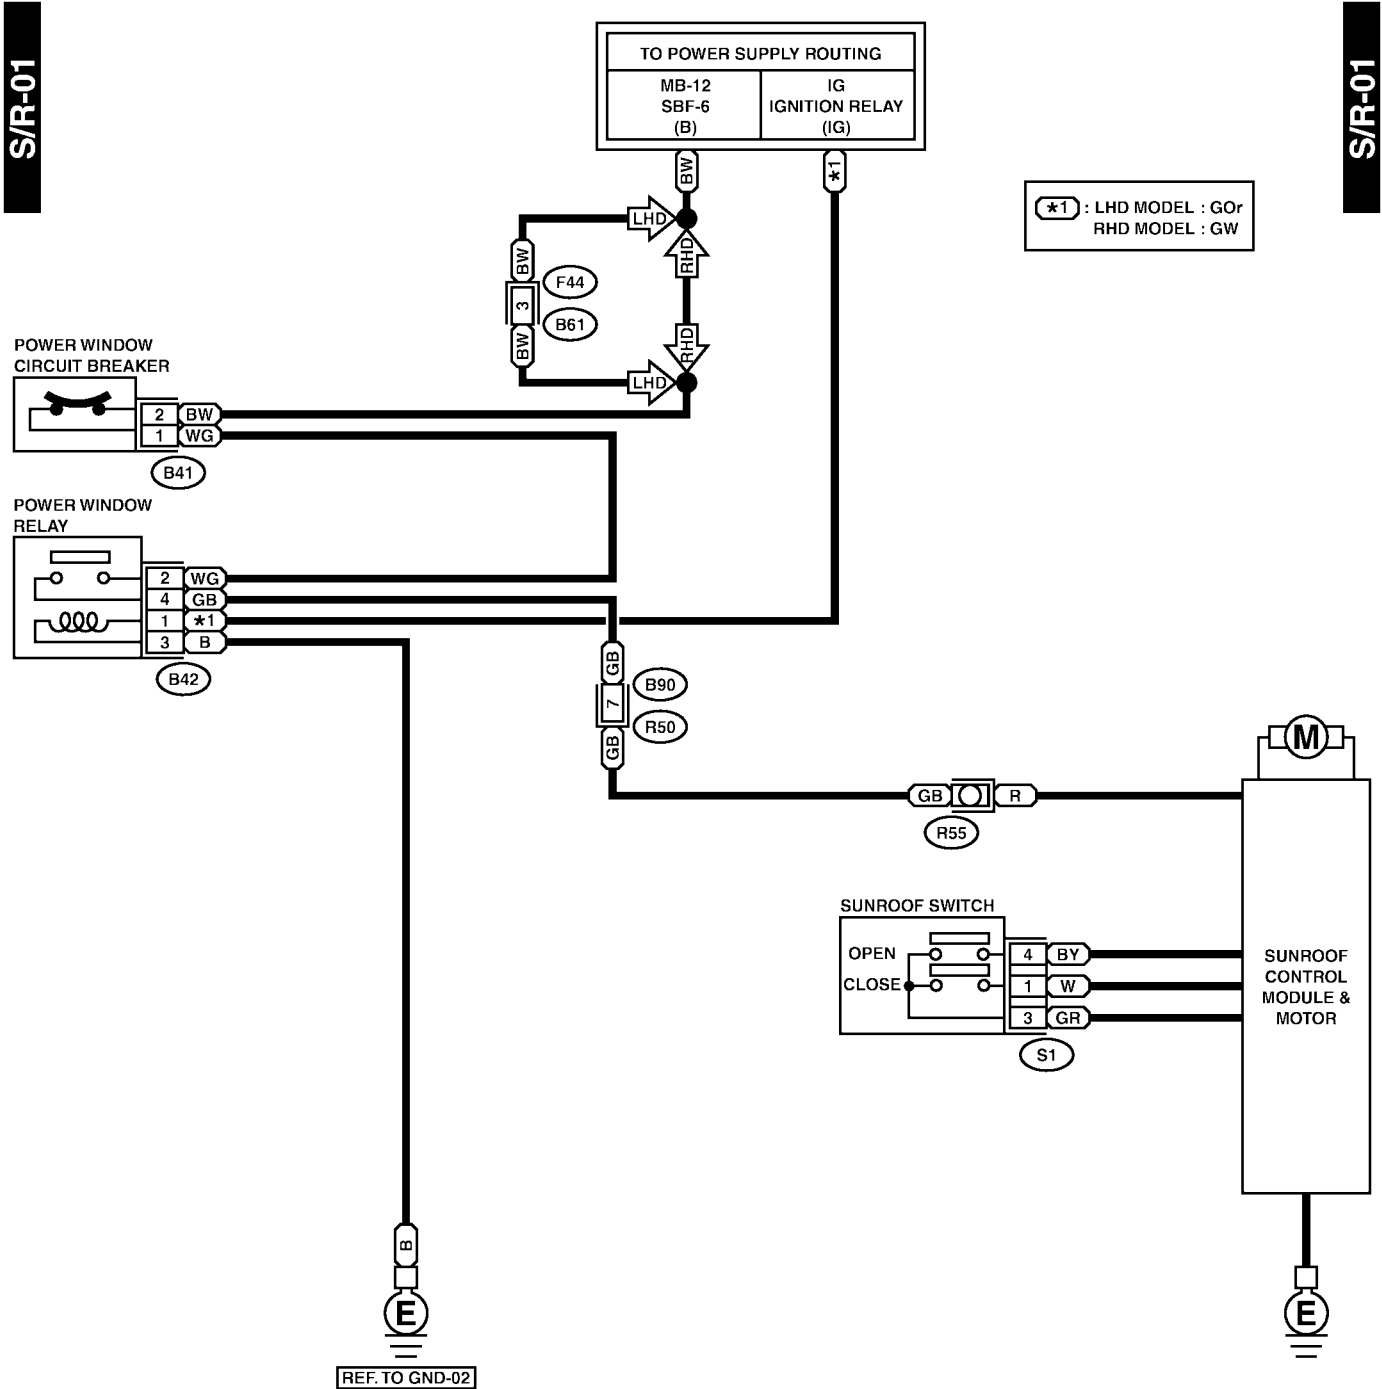 S/R-01
S/R-01
TO POWER SUPPLY ROUTING
MB-12
SBF-6
(B)
IG
IGNITION RELAY
(IG)
BW
*1
*1 : LHD MODEL : GOr
RHD MODEL : GW
LHD
RHD
BW
F44
3
B61
BW
RHD
LHD
POWER WINDOW
CIRCUIT BREAKER
2 BW
1 WG
B41
POWER WINDOW
RELAY
2 WG
4 GB
1 *1
3 B
B42
GB
B90
7
R50
GB
M
GB
R
R55
SUNROOF SWITCH
OPEN
CLOSE
4 BY
1 W
3 GR
S1
SUNROOF
CONTROL
MODULE &
MOTOR
B
E
REF. TO GND-02
E